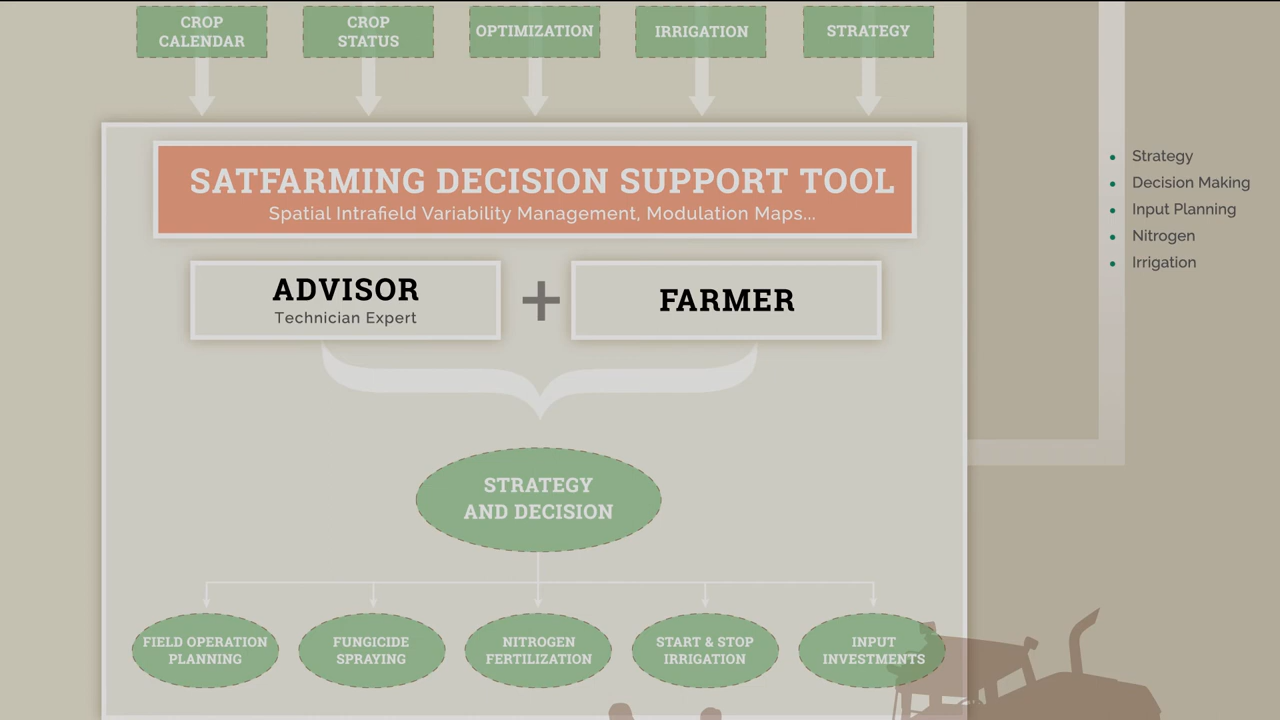 CROP
CALENDAR
CROP
STATUS
OPTIMIZATION
IRRIGATION
STRATEGY
SATFARMING DECISION SUPPORT TOOL
Spatial Intrafield Variability Management, Modulation Maps...
ADVISOR
Technician Expert
+
FARMER
STRATEGY
AND DECISION
FIELD OPERATION
PLANNING
FUNGICIDE
SPRAYING
NITROGEN
FERTILIZATION
START & STOP
IRRIGATION
INPUT
INVESTMENTS
• Strategy
• Decision Making
• Input Planning
• Nitrogen
• Irrigation